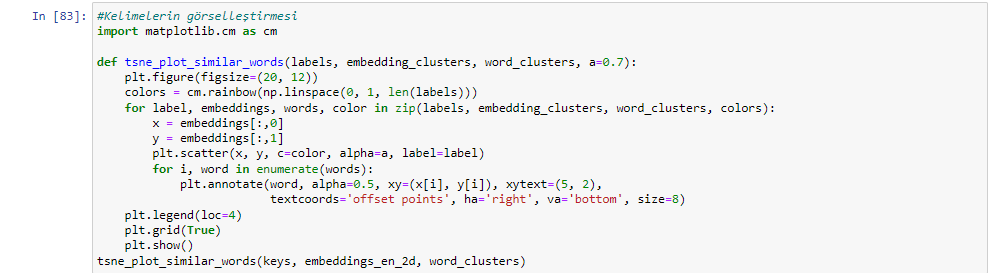 In [83]: #Kelimelerin görselleştirmesi
import matplotlib.cm as cm
def tsne_plot_similar_words(labels, embedding_clusters, word_clusters, a=0.7):
    plt.figure(figsize=(20, 12))
    colors = cm.rainbow(np.linspace(0, 1, len(labels)))
    for label, embeddings, words, color in zip(labels, embedding_clusters, word_clusters, colors):
        x = embeddings[:,0]
        y = embeddings[:,1]
        plt.scatter(x, y, c=color, alpha=a, label=label)
        for i, word in enumerate(words):
            plt.annotate(word, alpha=0.5, xy=(x[i], y[i]), xytext=(5, 2),
                         textcoords='offset points', ha='right', va='bottom', size=8)
    plt.legend(loc=4)
    plt.grid(True)
    plt.show()
tsne_plot_similar_words(keys, embeddings_en_2d, word_clusters)